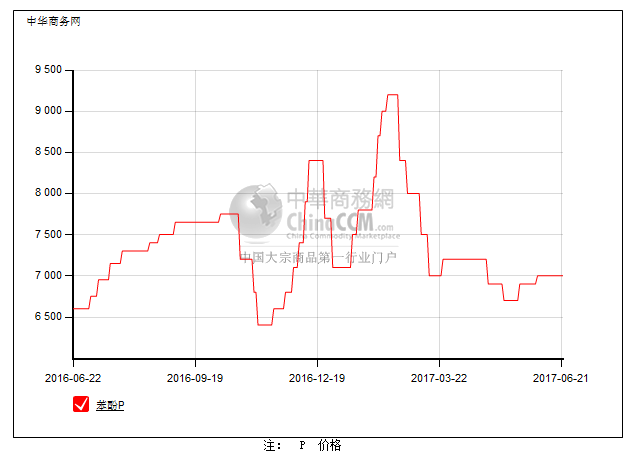 中华商务网
9 500
9 000
8 500
8 000
7 500
7 000
6 500
中華商務網
ChinaCCM.com
China Commodity Marketplace
中国大宗商品第一行业门户
2016-06-22
2016-09-19
2016-12-19
2017-03-22
2017-06-21
苯酚P
注： P 价格